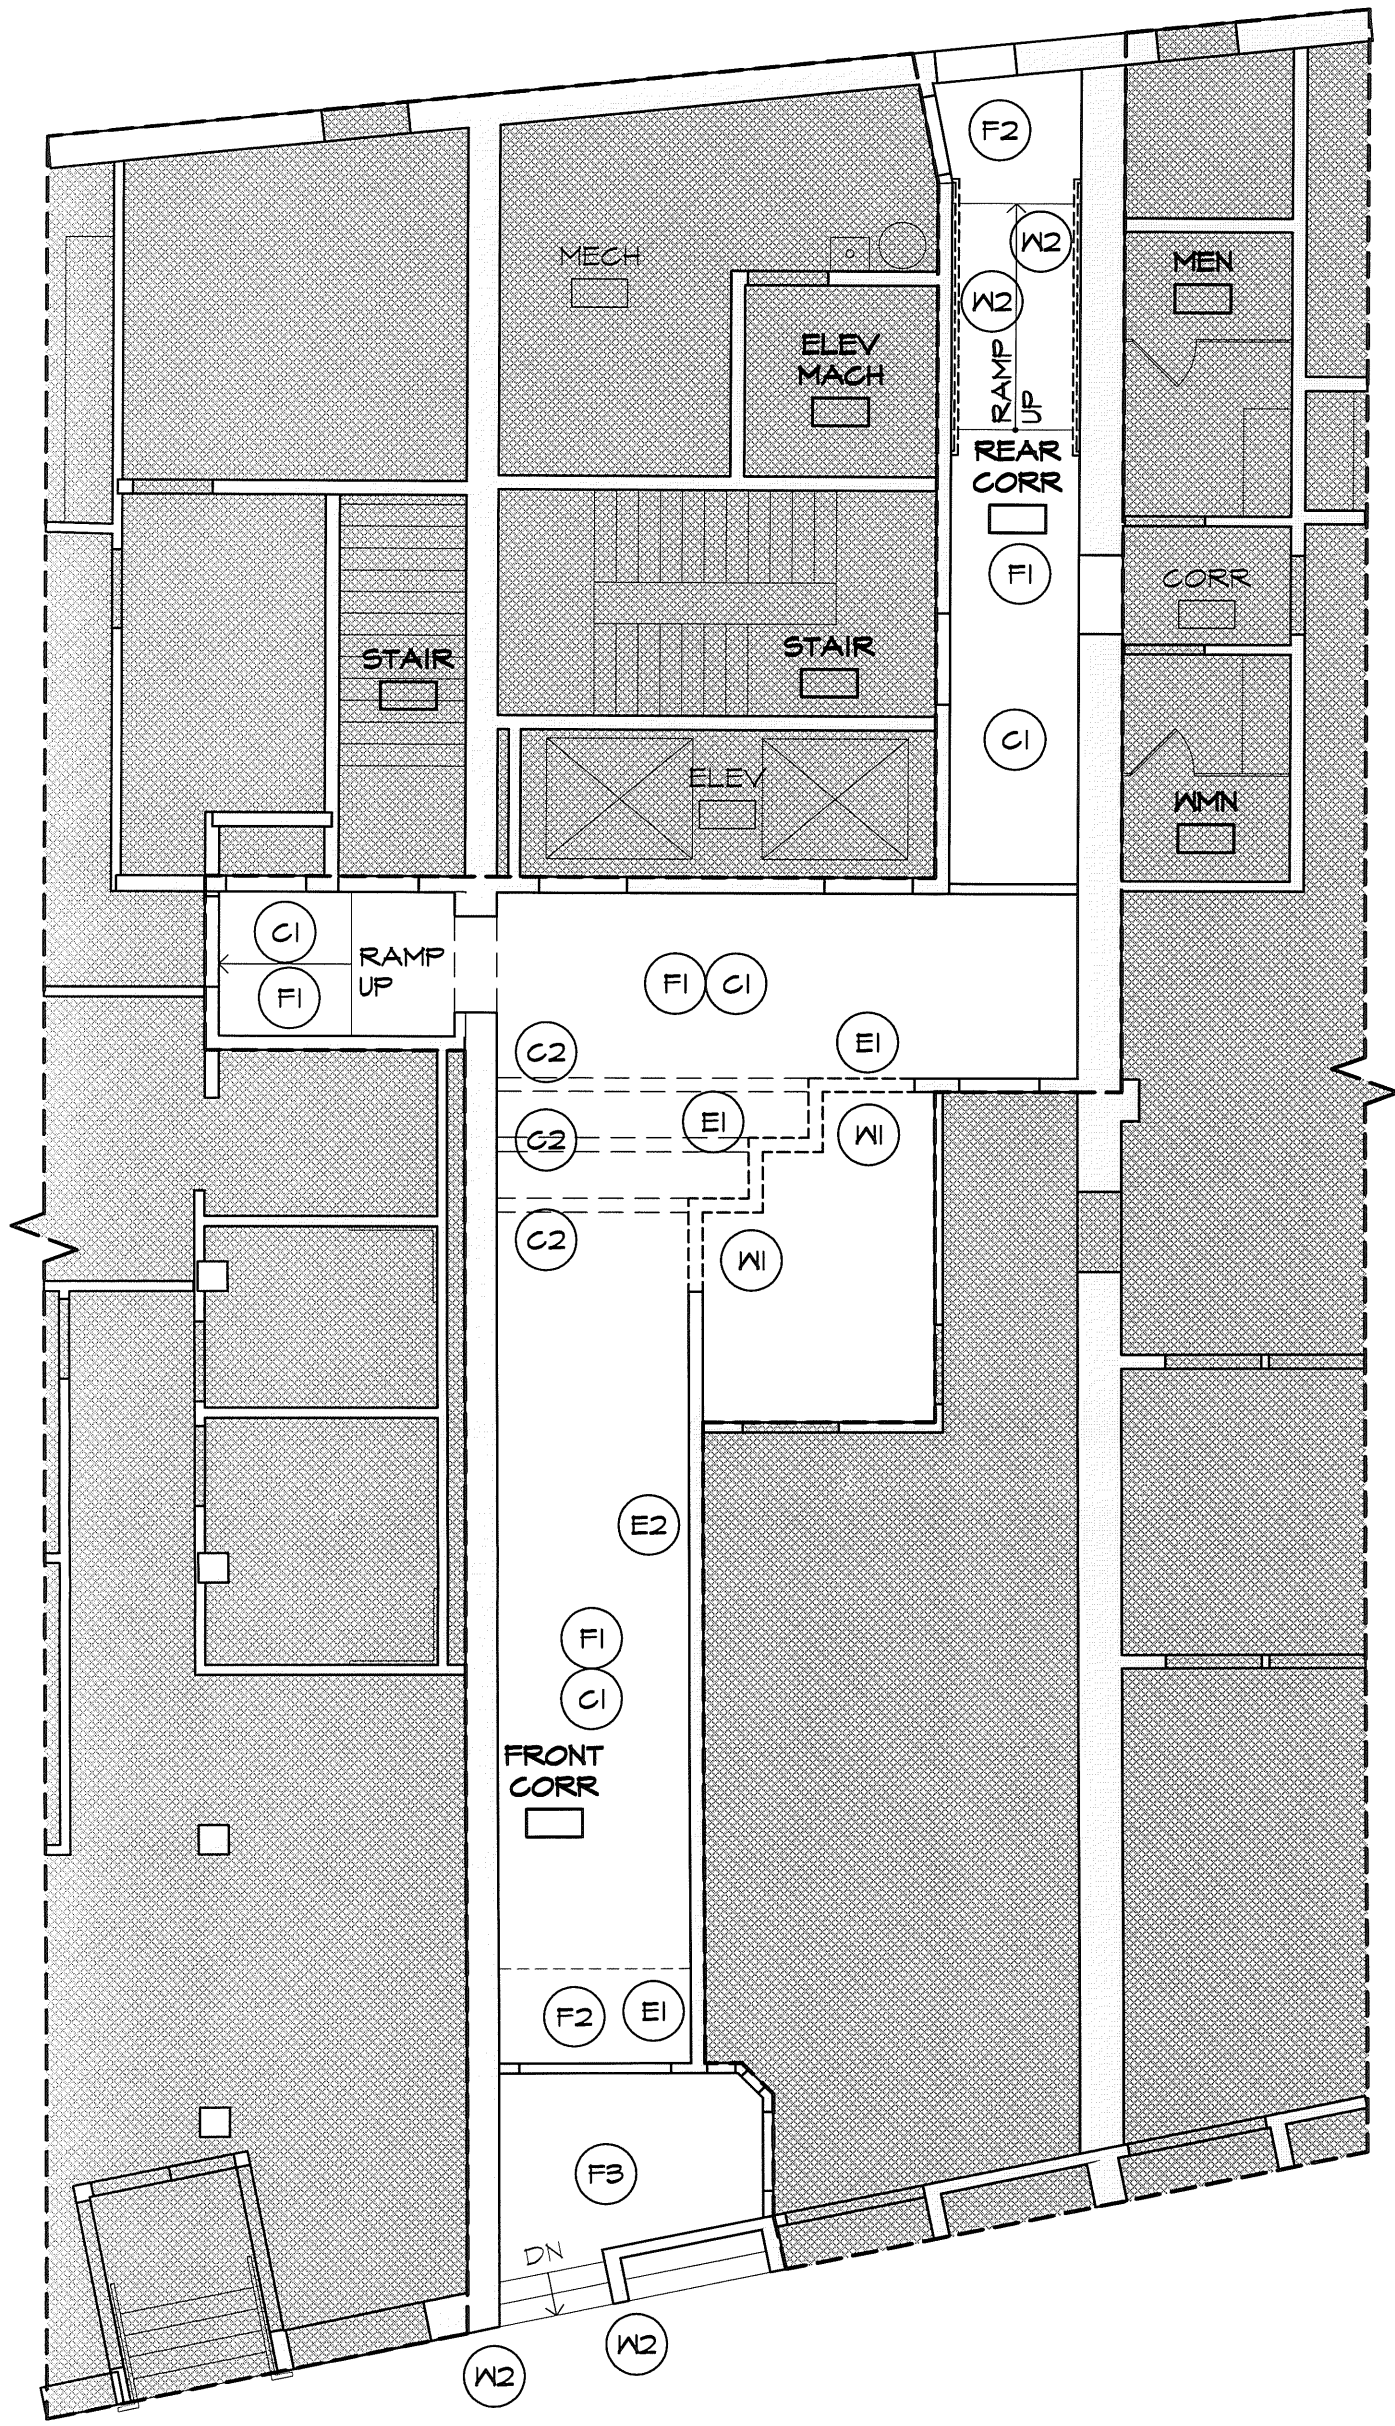 F2
MECH
W2
MEN
W2
ELEV
MACH
RAMP
UP
REAR
CORR
F1
CORR
STAIR
STAIR
C1
ELEV
WMN
C1
RAMP
UP
F1
F1
C1
C2
E1
E1
C2
W1
C2
W1
E2
F1
C1
FRONT
CORR
F2
E1
F3
DN
W2
W2